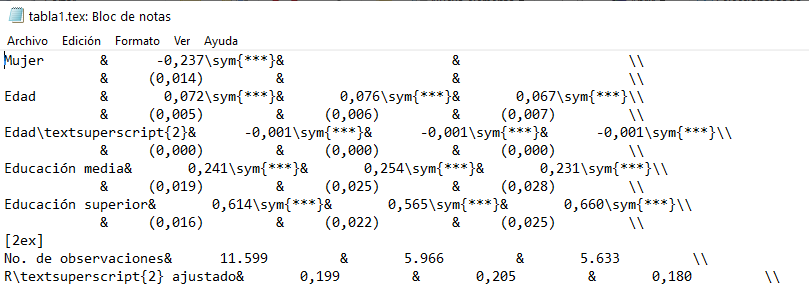 tabla1.tex: Bloc de notas
Archivo Edición Formato Ver Ayuda
Mujer & -0,237\sym{***}& & \\
& (0,014) & & \\
Edad & 0,072\sym{***}& 0,076\sym{***}& 0,067\sym{***}\\
& (0,005) & (0,006) & (0,007) \\
Edad\textsuperscript{2}& -0,001\sym{***}& -0,001\sym{***}& -0,001\sym{***}\\
& (0,000) & (0,000) & (0,000) \\
Educación media& 0,241\sym{***}& 0,254\sym{***}& 0,231\sym{***}\\
& (0,019) & (0,025) & (0,028) \\
Educación superior& 0,614\sym{***}& 0,565\sym{***}& 0,660\sym{***}\\
& (0,016) & (0,022) & (0,025) \\
[2ex]
No. de observaciones& 11.599 & 5.966 & 5.633 \\
R\textsuperscript{2} ajustado& 0,199 & 0,205 & 0,180 \\